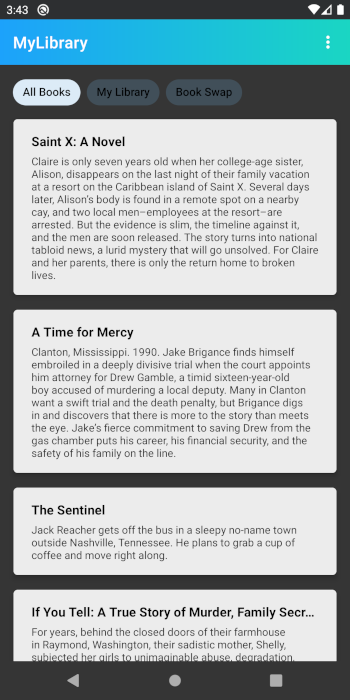 3:43
MyLibrary
All Books My Library Book Swap
Saint X: A Novel
Claire is only seven years old when her college-age sister,
Alison, disappears on the last night of their family vacation
at a resort on the Caribbean island of Saint X. Several days
later, Alison's body is found in a remote spot on a nearby
cay, and two local men–employees at the resort–are
arrested. But the evidence is slim, the timeline against it,
and the men are soon released. The story turns into national
tabloid news, a lurid mystery that will go unsolved. For Claire
and her parents, there is only the return home to broken
lives.
A Time for Mercy
Clanton, Mississippi. 1990. Jake Brigance finds himself
embroiled in a deeply divisive trial when the court appoints
him attorney for Drew Gamble, a timid sixteen-year-old
boy accused of murdering a local deputy. Many in Clanton
want a swift trial and the death penalty, but Brigance digs
in and discovers that there is more to the story than meets
the eye. Jake's fierce commitment to saving Drew from the
gas chamber puts his career, his financial security, and the
safety of his family on the line.
The Sentinel
Jack Reacher gets off the bus in a sleepy no-name town
outside Nashville, Tennessee. He plans to grab a cup of
coffee and move right along.
If You Tell: A True Story of Murder, Family Secr...
For years, behind the closed doors of their farmhouse
in Raymond, Washington, their sadistic mother, Shelly,
subjected her girls to unimaginable abuse, degradation,